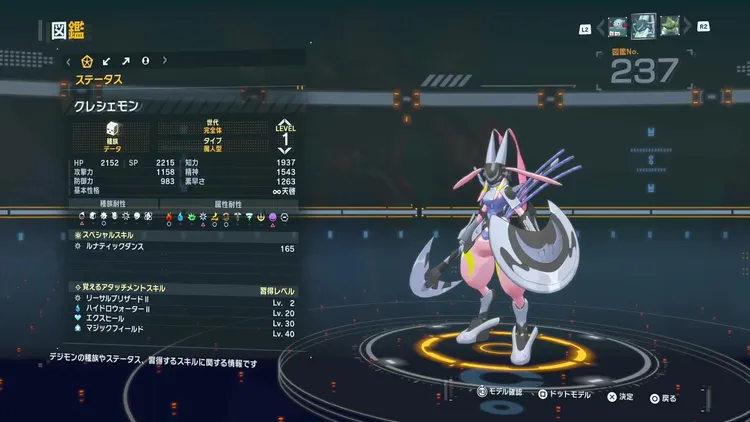 図鑑
L2
R2
図鑑No.
237
ステータス
クレシェモン
種族
データ
世代
完全体
タイプ
魔人型
LEVEL
1
HP 2152 SP 2215 知力 1937
攻撃力 1158 精神 1543
防御力 983 素早さ 1263
基本性格 天啓
種族耐性 属性耐性
スペシャルスキル
ルナティックダンス 165
覚えるアタッチメントスキル 習得レベル
リーサルブリザードⅡ Lv. 2
ハイドロウォーターⅡ Lv. 20
エクスヒール Lv. 30
マジックフィールド Lv. 40
デジモンの種族やステータス、習得するスキルに関する情報です
モデル確認 ドットモデル 決定 戻る